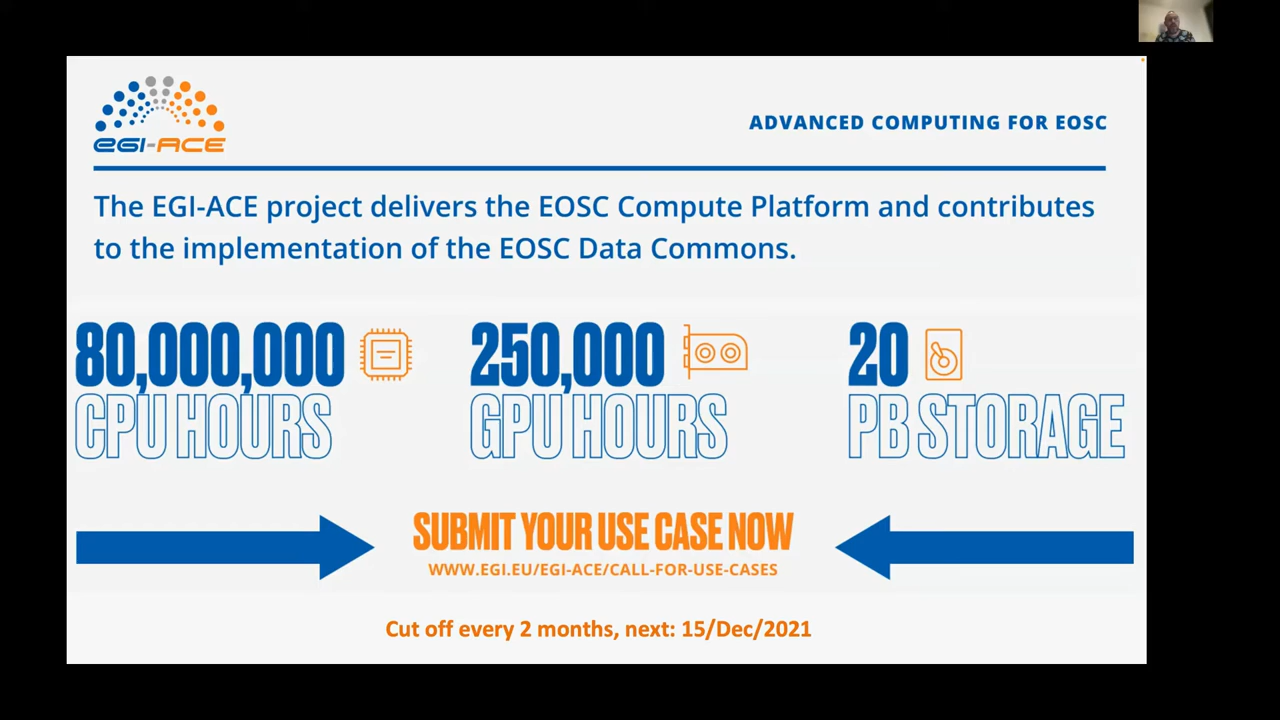 EGI-ACE
ADVANCED COMPUTING FOR EOSC
The EGI-ACE project delivers the EOSC Compute Platform and contributes
to the implementation of the EOSC Data Commons.
80,000,000
CPU HOURS
250,000
GPU HOURS
20
PB STORAGE
SUBMIT YOUR USE CASE NOW
WWW.EGI.EU/EGI-ACE/CALL-FOR-USE-CASES
Cut off every 2 months, next: 15/Dec/2021